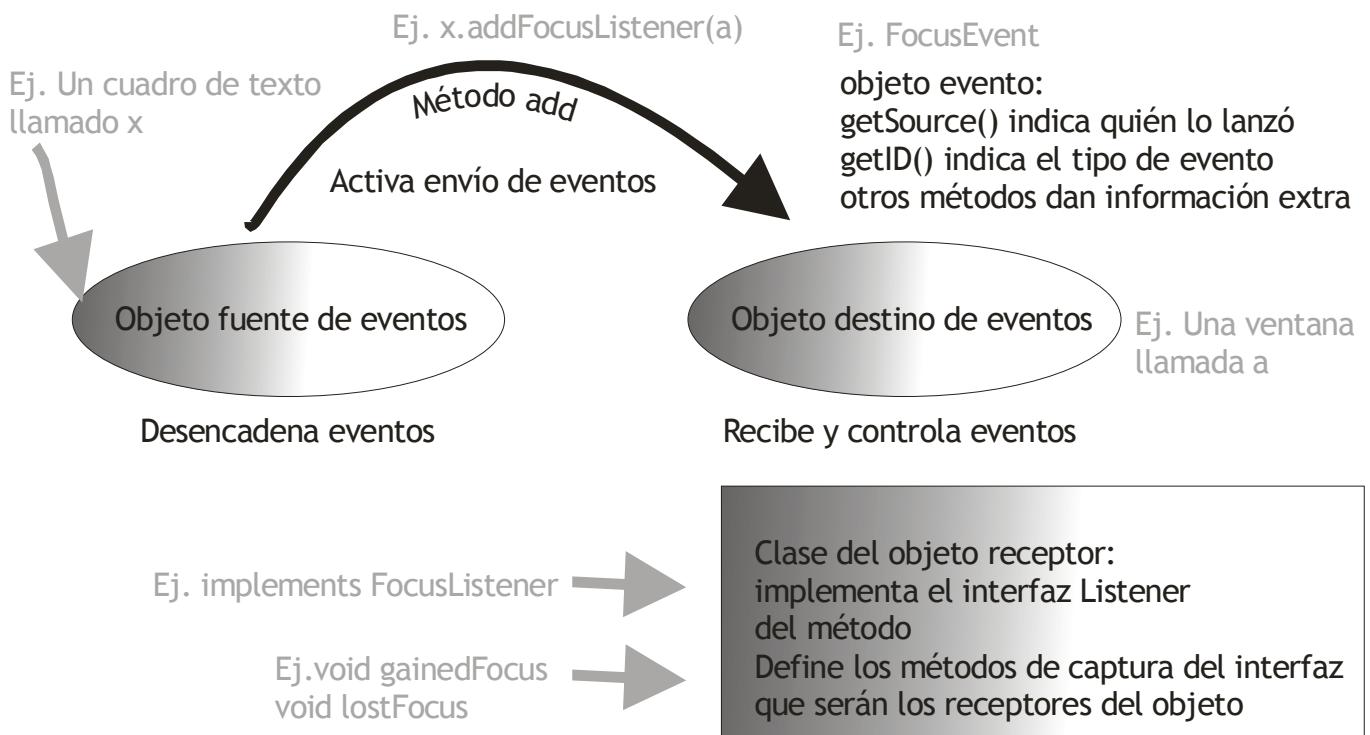 Ej. x.addFocusListener(a)
Ej. FocusEvent
Ej. Un cuadro de texto
llamado x
Método add
Activa envío de eventos
objeto evento:
getSource() indica quién lo lanzó
getID() indica el tipo de evento
otros métodos dan información extra
Objeto fuente de eventos
Objeto destino de eventos
Ej. Una ventana
llamada a
Desencadena eventos
Recibe y controla eventos
Ej. implements FocusListener
Ej.void gainedFocus
void lostFocus
Clase del objeto receptor:
implementa el interfaz Listener
del método
Define los métodos de captura del interfaz
que serán los receptores del objeto